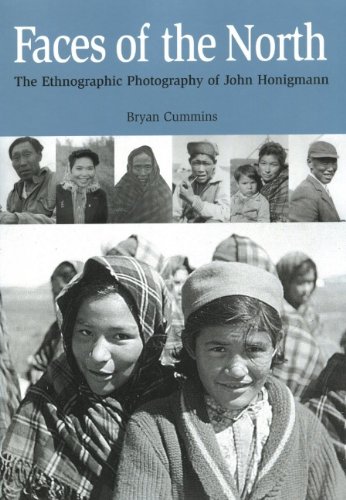 Faces of the North
The Ethnographic Photography of John Honigmann
Bryan Cummins